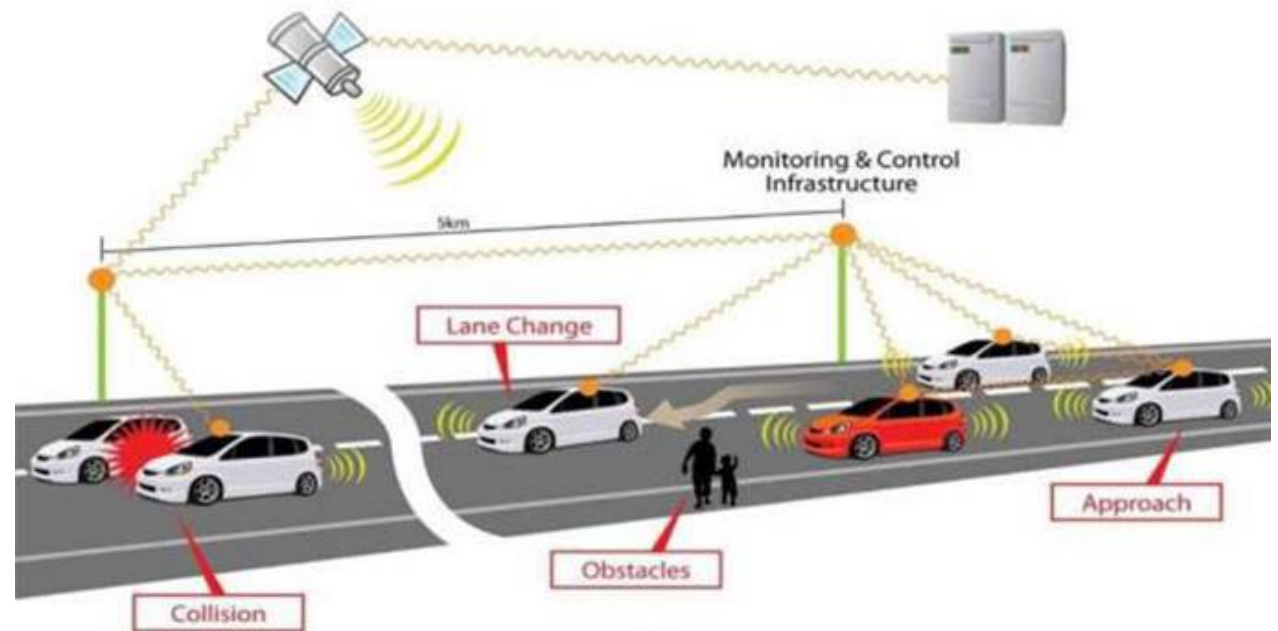 Monitoring & Control
Infrastructure
5km
Lane Change
Approach
Obstacles
Collision